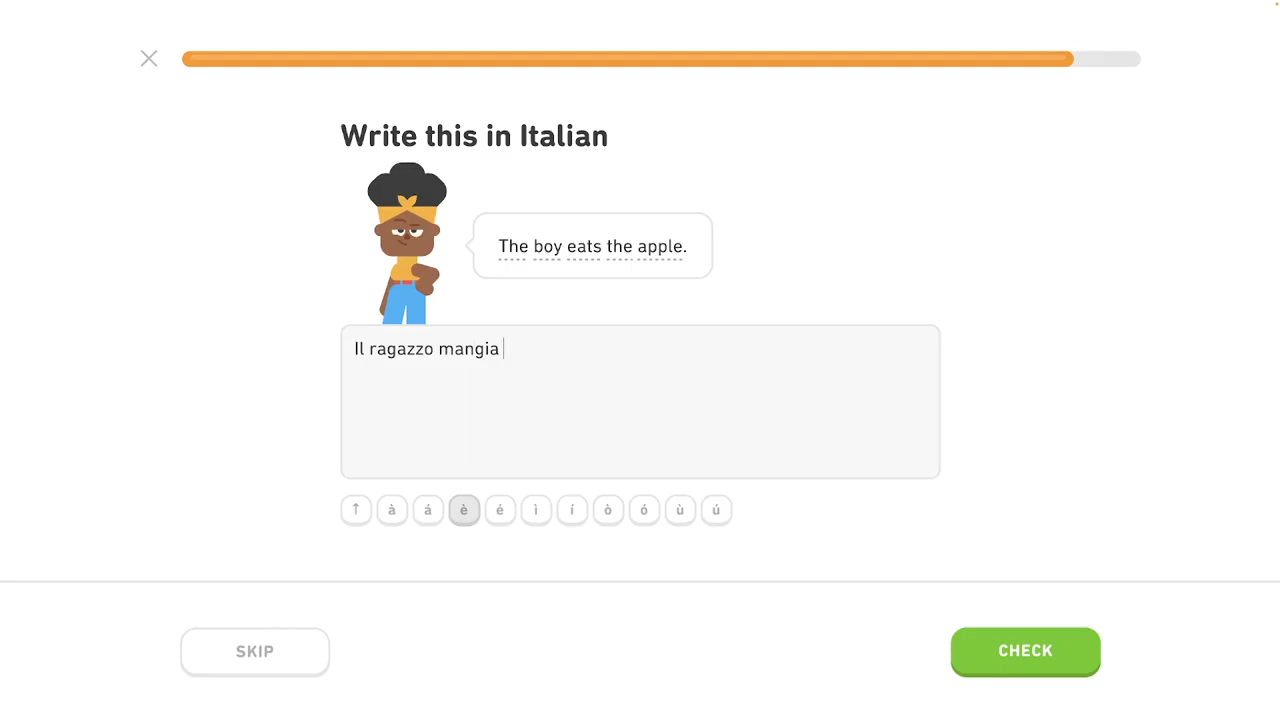 Write this in Italian
The boy eats the apple.
Il ragazzo mangia
↑ à á è é ì í ò ó ù ú
SKIP
CHECK